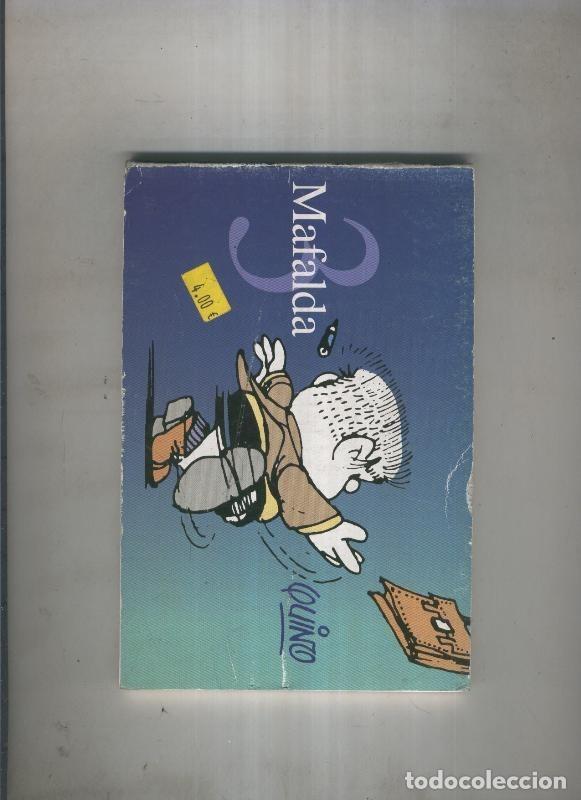 3
Mafalda
4.00 €
QUINO
todocoleccion